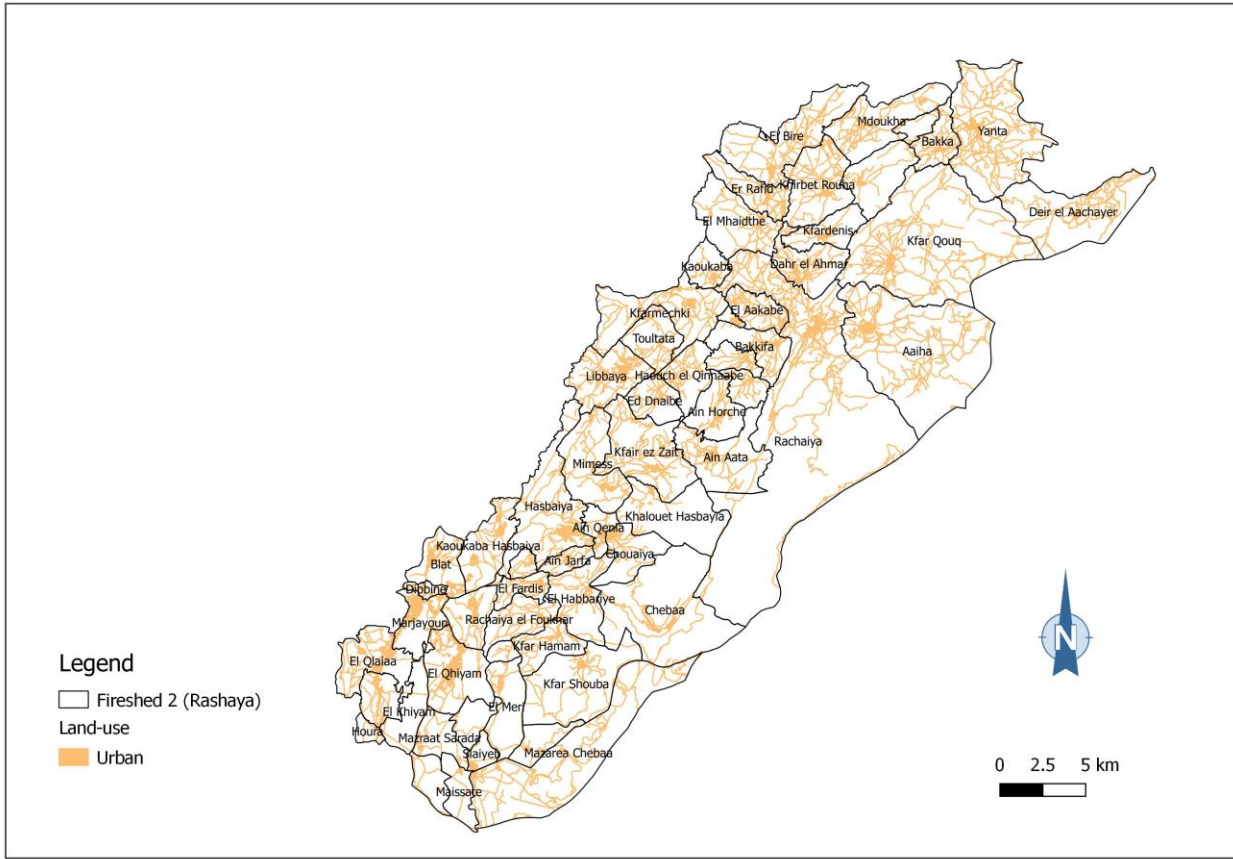 Mdoukha
El Bire
Yanta
Bakka
Er Rafid
Khirbet Rouha
Deir el Aachayer
El Mhaidthe
Kfardenis
Kfar Qouq
Kaoukaba
Dahr el Ahmar
El Aakabe
Kfarmechki
Toultata
Bakkifa
Aaiha
Libbaya
Haouch el Qinnaabe
Ed Dnaibe
Ain Horche
Rachaiya
Kfair ez Zait
Ain Aata
Mimess
Hasbaiya
Khalouet Hasbayia
Ain Qenia
Kaoukaba Hasbaiya
Chouaiya
Ain Jarfa
Blat
Dibbine
El Fardis
El Habbariye
Chebaa
Marjayoun
Rachaiya el Foukhar
Kfar Hamam
El Qlaiaa
El Qhiyam
Kfar Shouba
El Meri
El Khiyam
Houra
Mazraat Sarada
Slaiyeb
Mazarea Chebaa
Maissate
N
Legend
Fireshed 2 (Rashaya)
Land-use
Urban
0 2.5 5 km